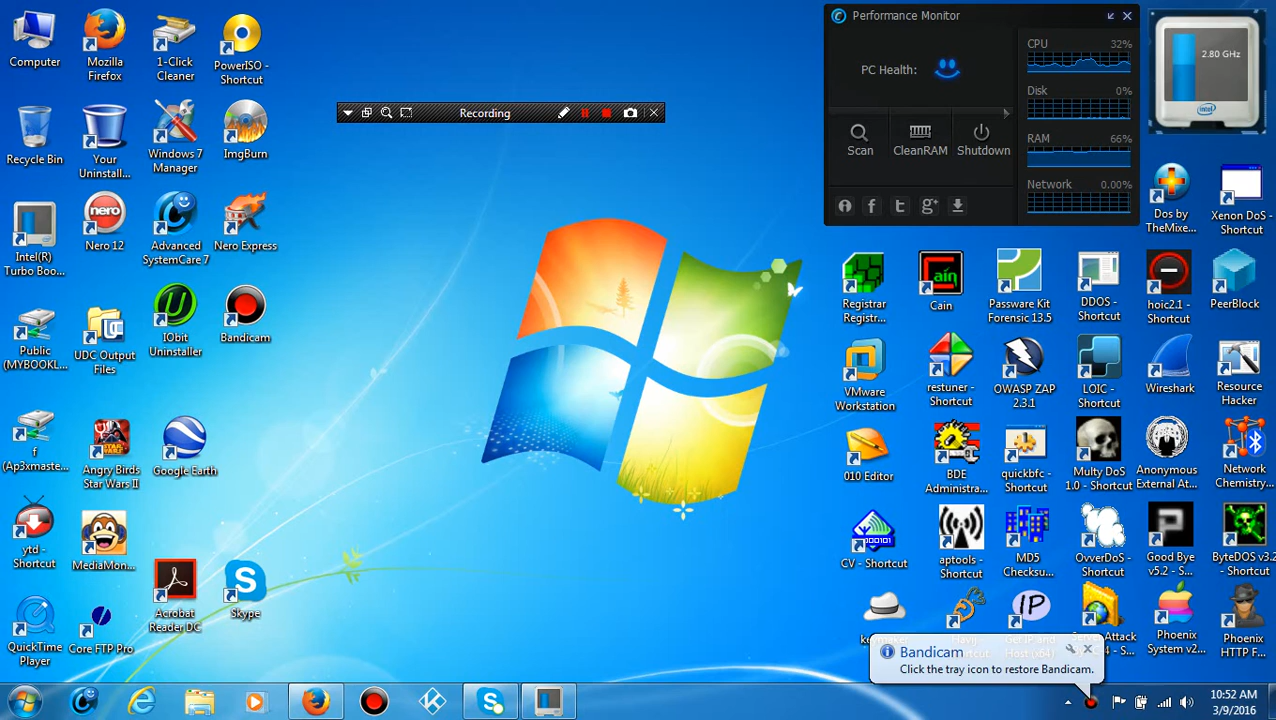 Computer
Mozilla
Firefox
1-Click
Cleaner
PowerISO -
Shortcut
Recycle Bin
Your
Uninstall...
Windows 7
Manager
ImgBurn
Intel(R)
Turbo Boo...
nero
Nero 12
Advanced
SystemCare 7
Nero Express
Public
(MYBOOKL...
UDC Output
Files
IObit
Uninstaller
Bandicam
f
(Ap3xmaste...
Angry Birds
Star Wars II
Google Earth
ytd -
Shortcut
MediaMon...
Acrobat
Reader DC
Skype
QuickTime
Player
Core FTP Pro
Recording
Performance Monitor
PC Health:
CPU 32%
Disk 0%
RAM 66%
Network 0.00%
Scan
CleanRAM
Shutdown
2.80 GHz
intel
Dos by
TheMixe...
Xenon DoS -
Shortcut
Registrar
Registr...
Cain
Passware Kit
Forensic 13.5
DDOS -
Shortcut
hoic2.1 -
Shortcut
PeerBlock
VMware
Workstation
restuner -
Shortcut
OWASP ZAP
2.3.1
LOIC -
Shortcut
Wireshark
Resource
Hacker
010 Editor
BDE
Administra...
quickbfc -
Shortcut
Multy DoS
1.0 - Shortcut
Anonymous
External At...
Network
Chemistry...
CV - Shortcut
aptools -
Shortcut
MD5
Checksu...
OvverDoS -
Shortcut
Good Bye
v5.2 - S...
ByteDOS v3.2
- Shortcut
IP
Phoenix
System v2...
Phoenix
HTTP F...
Bandicam
Click the tray icon to restore Bandicam.
10:52 AM
3/9/2016